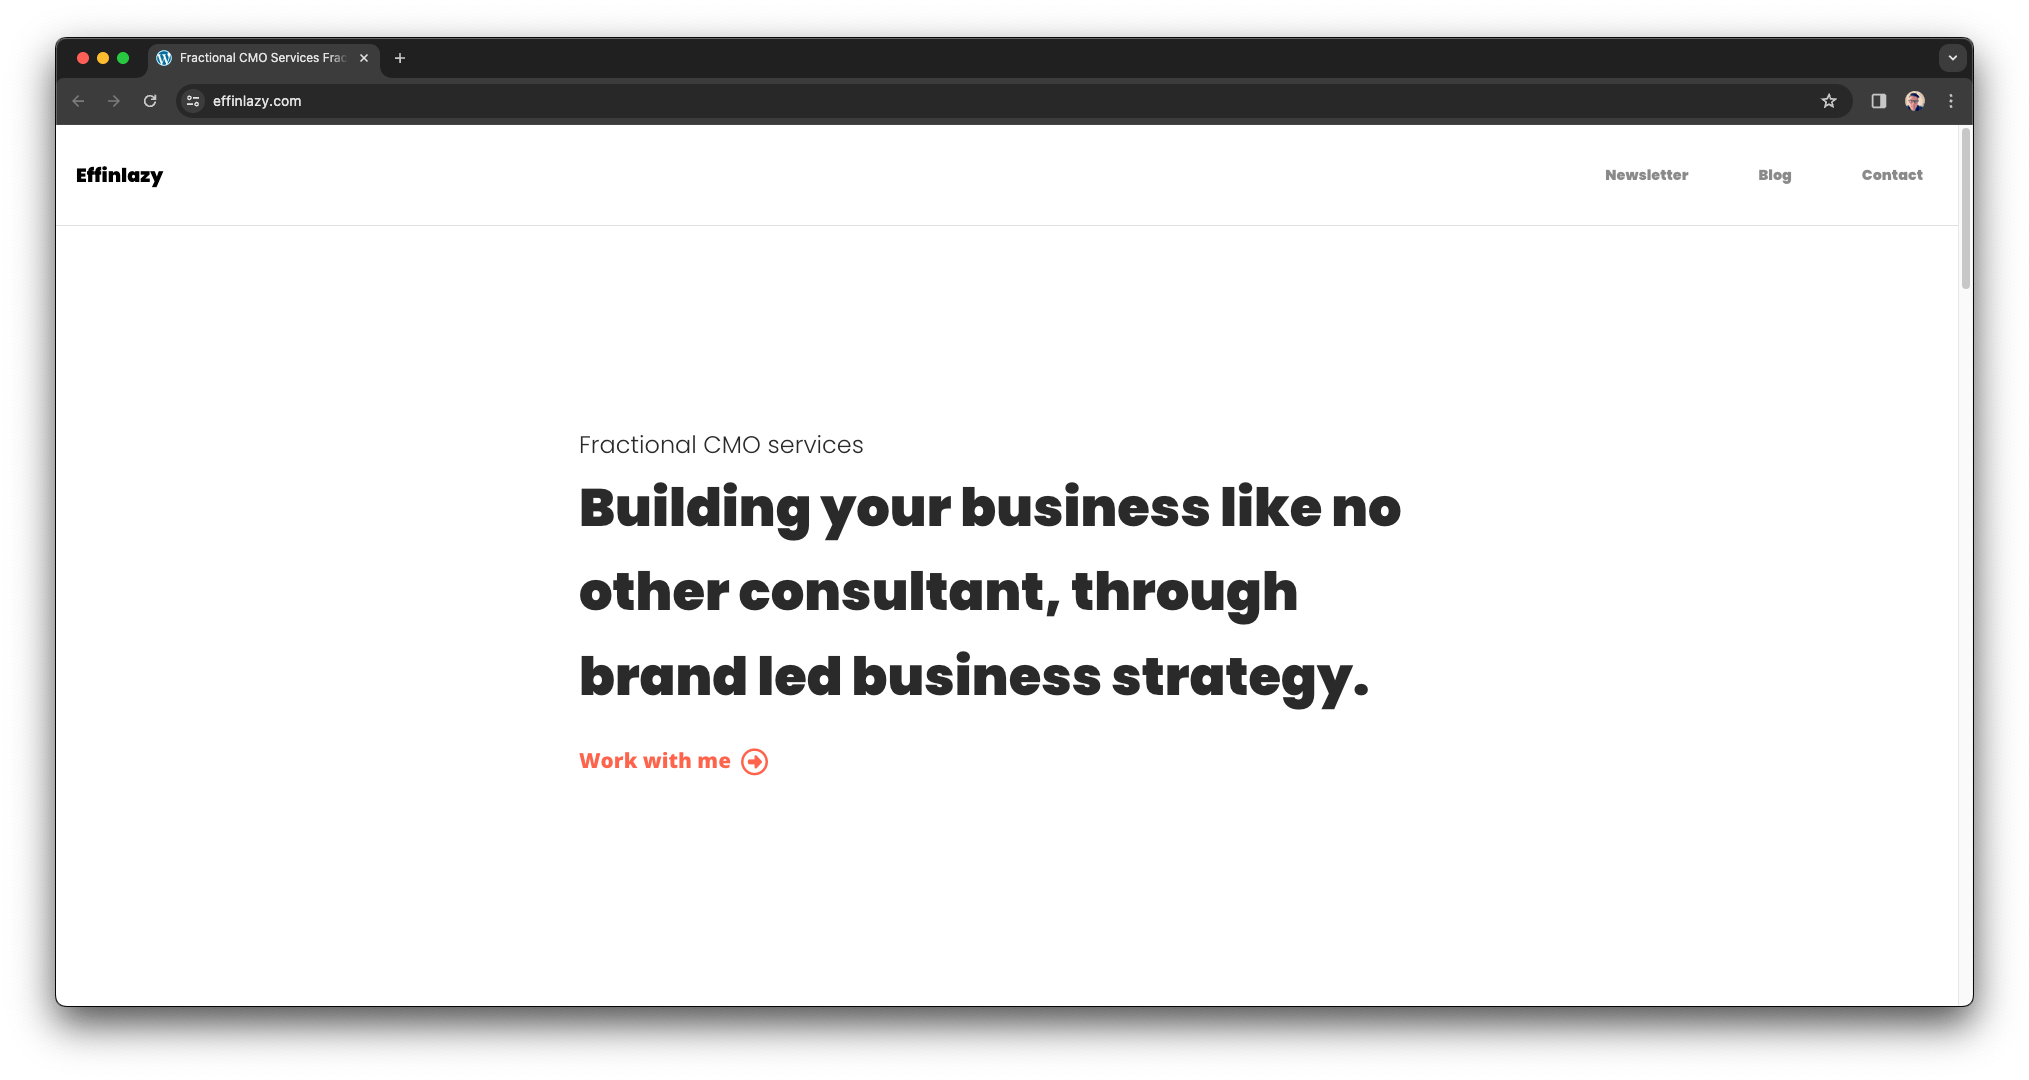 Fractional CMO Services Frac
effinlazy.com
Effinlazy
Newsletter
Blog
Contact
Fractional CMO services
Building your business like no
other consultant, through
brand led business strategy.
Work with me